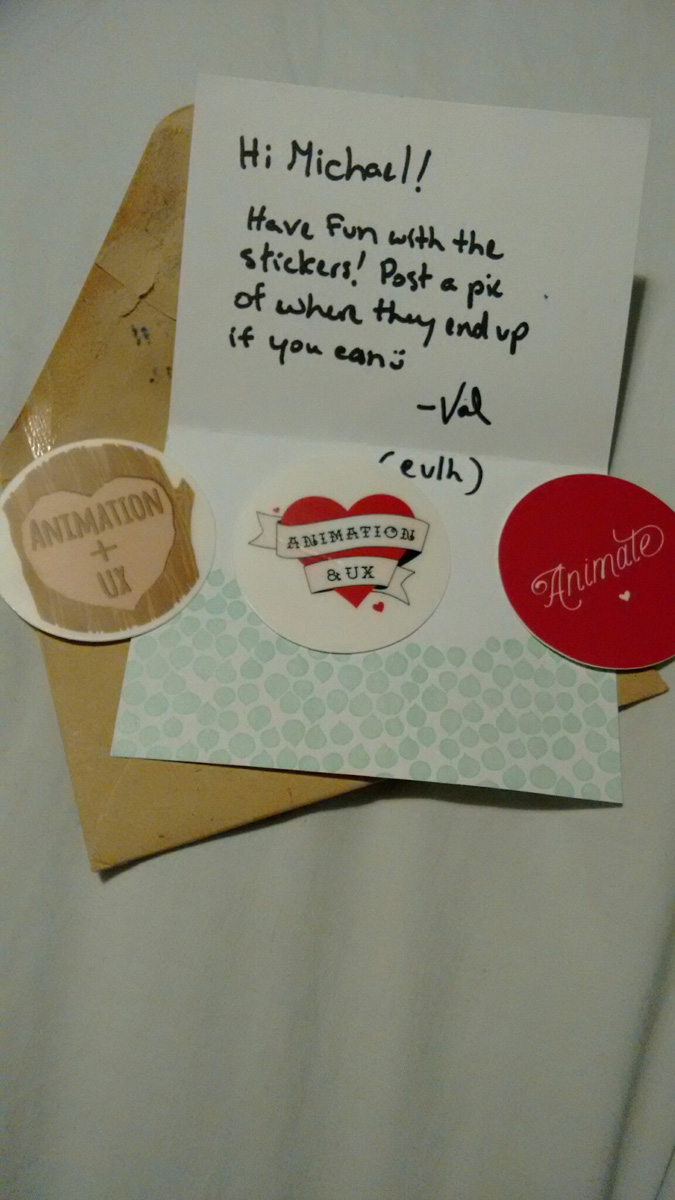 Hi Michael!
Have Fun with the
stickers! Post a pic
of where they end up
if you can ü
-Val
(evlh)
ANIMATION
+
UX
ANIMATION
& UX
Animate